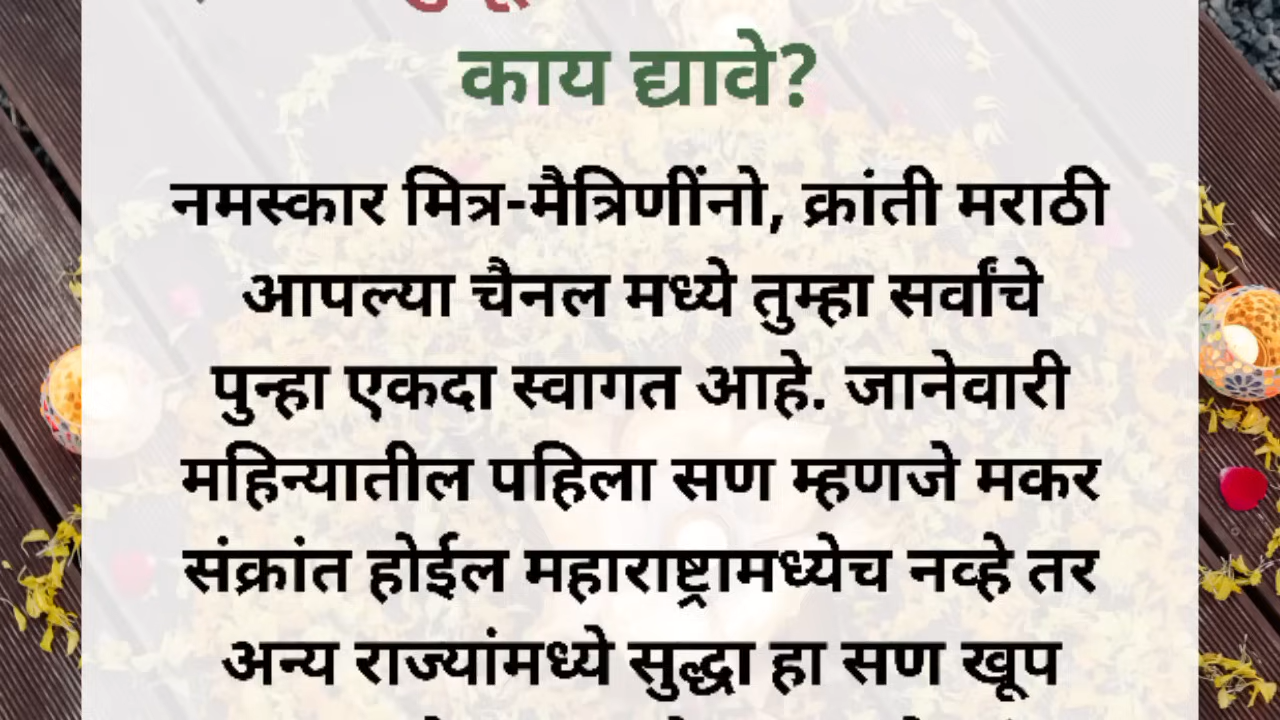 काय द्यावे?
नमस्कार मित्र-मैत्रिणींनो, क्रांती मराठी
आपल्या चैनल मध्ये तुम्हा सर्वांचे
पुन्हा एकदा स्वागत आहे. जानेवारी
महिन्यातील पहिला सण म्हणजे मकर
संक्रांत होईल महाराष्ट्रामध्येच नव्हे तर
अन्य राज्यांमध्ये सुद्धा हा सण खूप